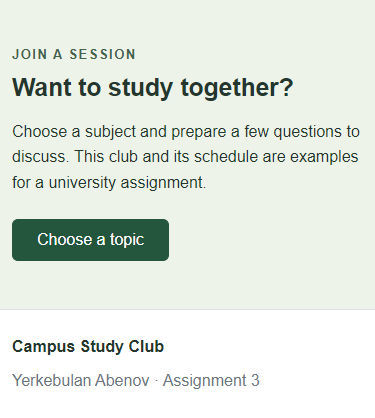 JOIN A SESSION
Want to study together?
Choose a subject and prepare a few questions to
discuss. This club and its schedule are examples
for a university assignment.
Choose a topic
Campus Study Club
Yerkebulan Abenov · Assignment 3